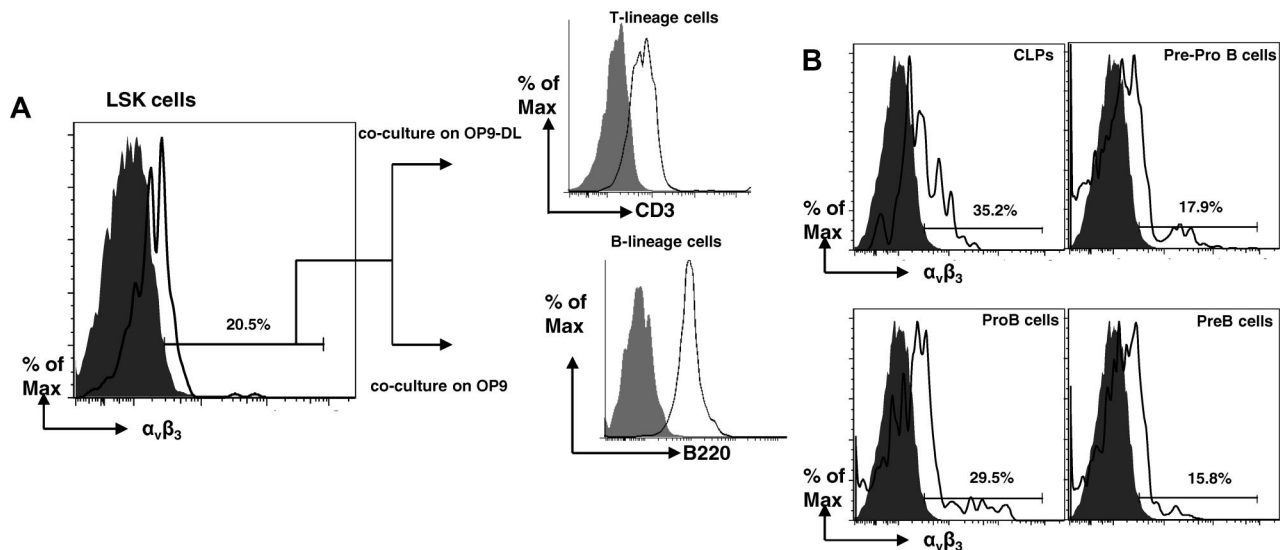 A
LSK cells
% of
Max
20.5%
αvβ3
co-culture on OP9-DL
co-culture on OP9
T-lineage cells
% of
Max
CD3
B-lineage cells
% of
Max
B220
B
CLPs
% of
Max
35.2%
αvβ3
Pre-Pro B cells
17.9%
ProB cells
% of
Max
29.5%
αvβ3
PreB cells
15.8%